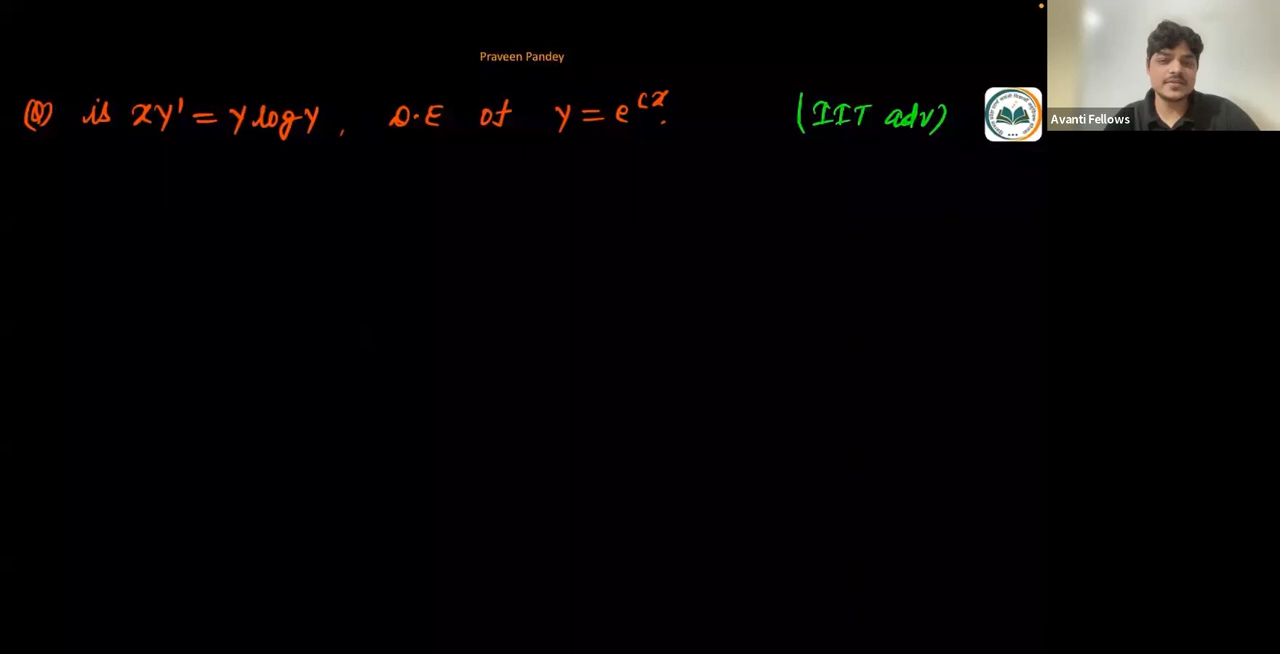 Praveen Pandey
(Q) is xy' = y log y, D.E of y = e^{cx}. (IIT adv)
Avanti Fellows